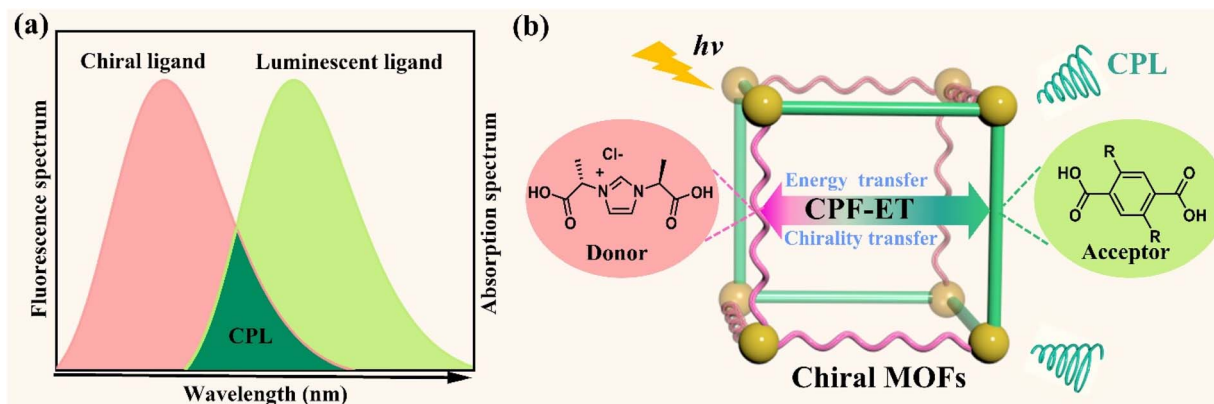 (a)
Chiral ligand
Luminescent ligand
Fluorescence spectrum
Absorption spectrum
CPL
Wavelength (nm)
(b)
hν
CPL
Cl-
+
HO
N
N
OH
O
O
Donor
Energy transfer
CPF-ET
Chirality transfer
R
HO
O
O
OH
R
Acceptor
Chiral MOFs